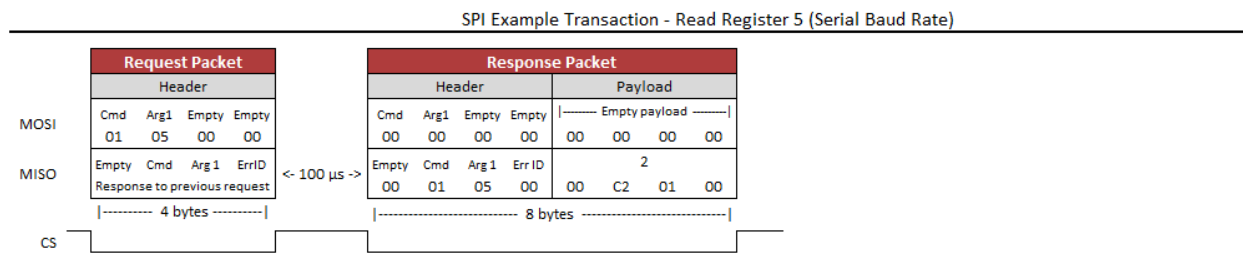 SPI Example Transaction - Read Register 5 (Serial Baud Rate)
Request Packet Response Packet
Header Header Payload
MOSI Cmd Arg1 Empty Empty Cmd Arg1 Empty Empty |--------- Empty payload ---------|
01 05 00 00 00 00 00 00 00 00 00 00
MISO Empty Cmd Arg 1 ErrID <- 100 µs -> Empty Cmd Arg 1 Err ID 2
Response to previous request 00 01 05 00 00 C2 01 00
|---------- 4 bytes ----------| |---------------------------- 8 bytes -----------------------------|
CS